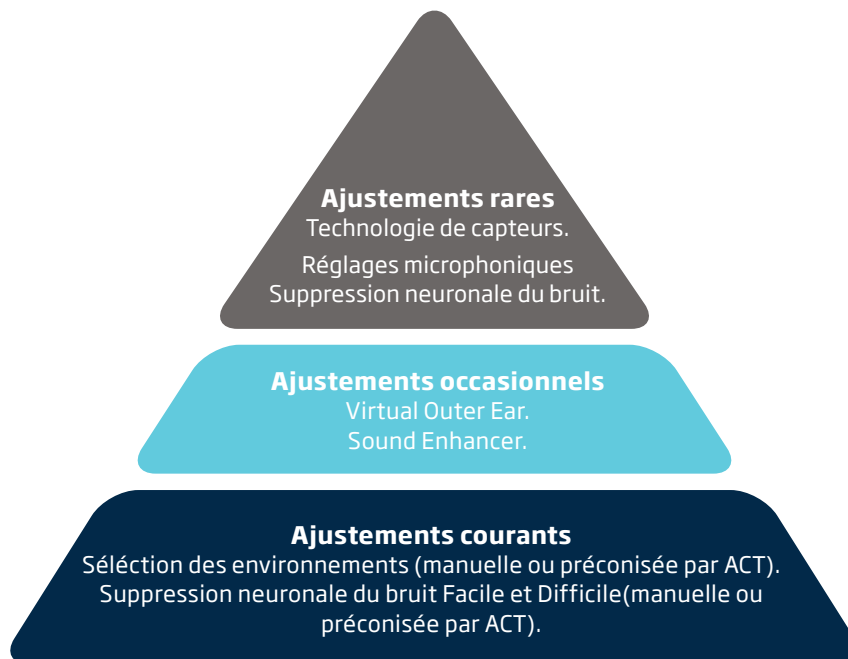 Ajustements rares
Technologie de capteurs.
Réglages microphoniques
Suppression neuronale du bruit.
Ajustements occasionnels
Virtual Outer Ear.
Sound Enhancer.
Ajustements courants
Séléction des environnements (manuelle ou préconisée par ACT).
Suppression neuronale du bruit Facile et Difficile(manuelle ou
préconisée par ACT).